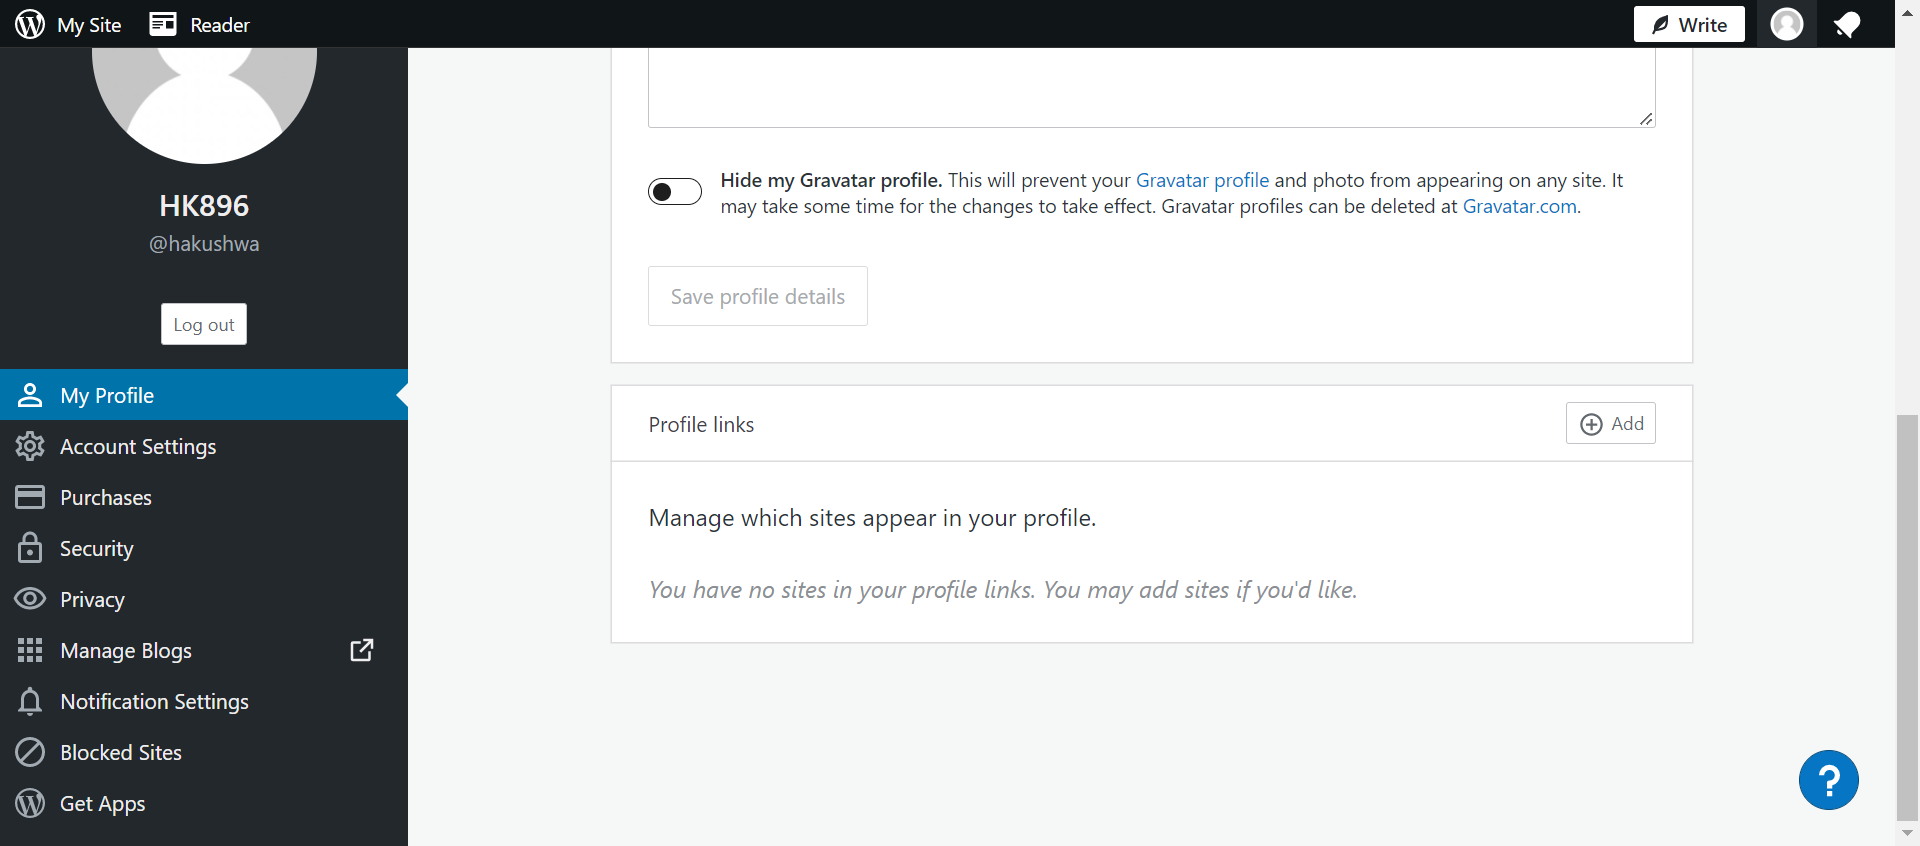 My Site
Reader
Write
HK896
@hakushwa
Log out
My Profile
Account Settings
Purchases
Security
Privacy
Manage Blogs
Notification Settings
Blocked Sites
Get Apps
Hide my Gravatar profile. This will prevent your Gravatar profile and photo from appearing on any site. It
may take some time for the changes to take effect. Gravatar profiles can be deleted at Gravatar.com.
Save profile details
Profile links
Add
Manage which sites appear in your profile.
You have no sites in your profile links. You may add sites if you'd like.
?